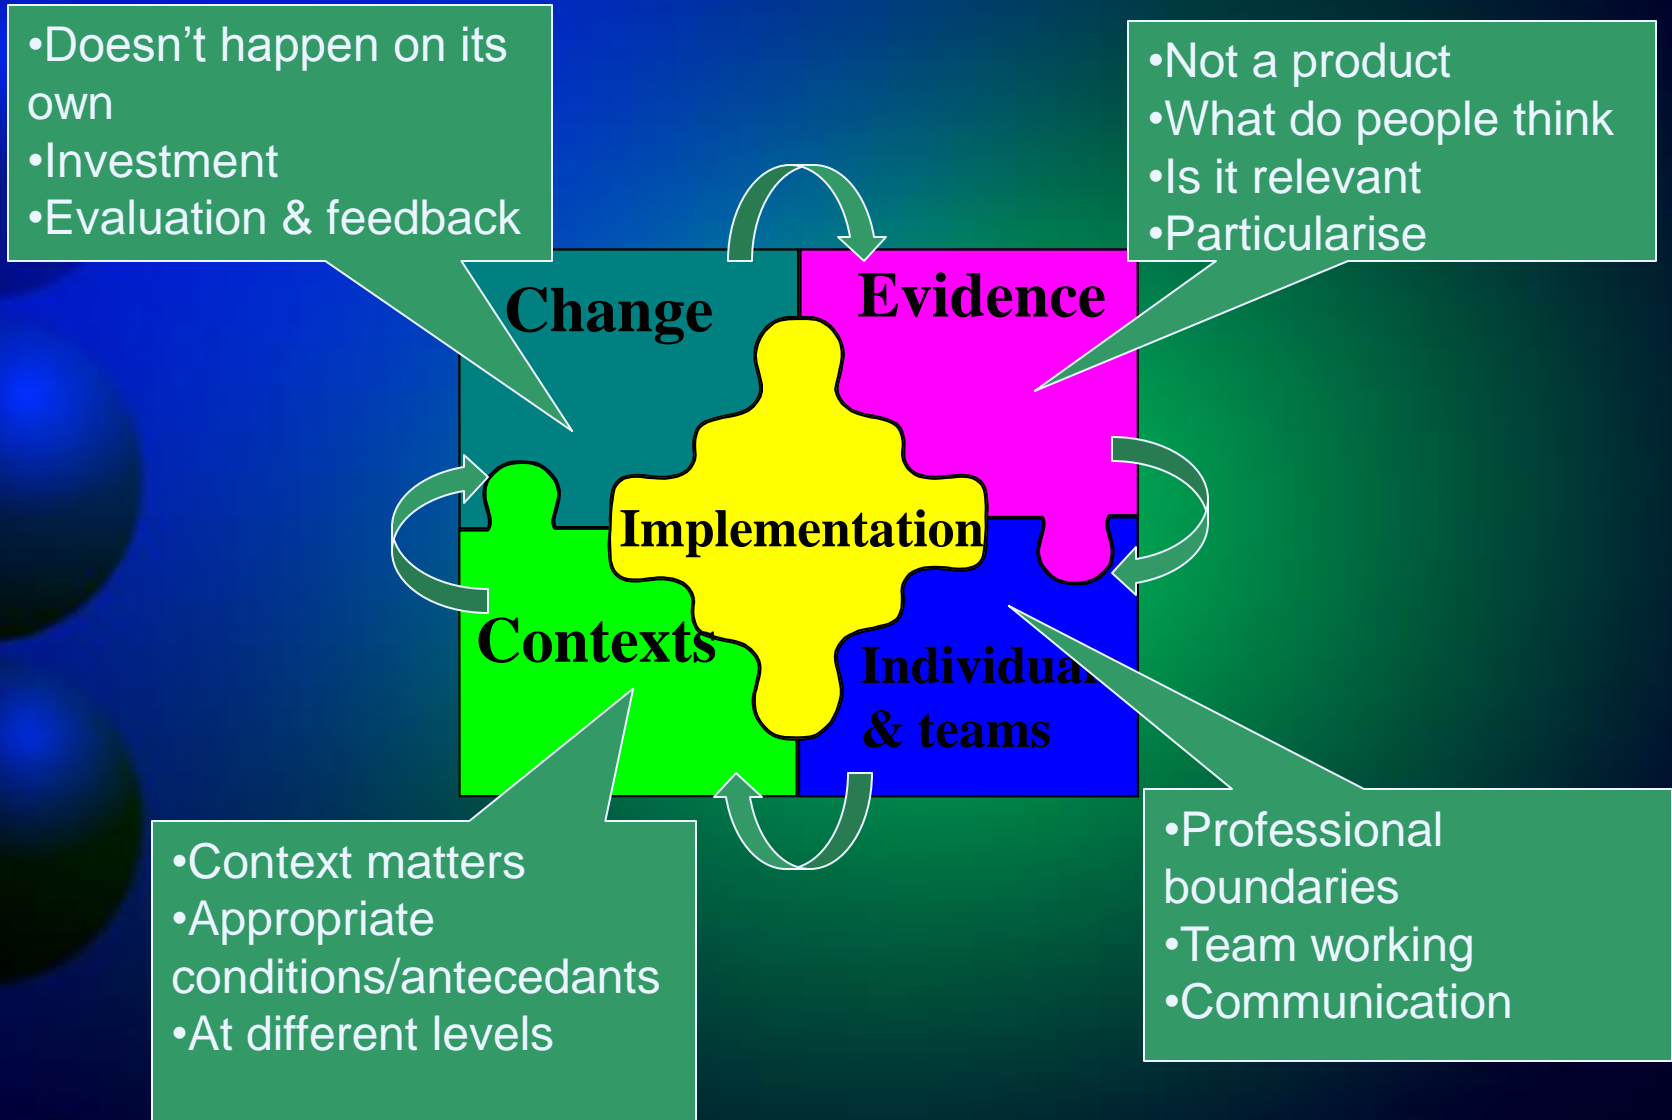 •Doesn’t happen on its
own
•Investment
•Evaluation & feedback
•Not a product
•What do people think
•Is it relevant
•Particularise
Change
Evidence
Implementation
Contexts
Individual
& teams
•Context matters
•Appropriate
conditions/antecedants
•At different levels
•Professional
boundaries
•Team working
•Communication